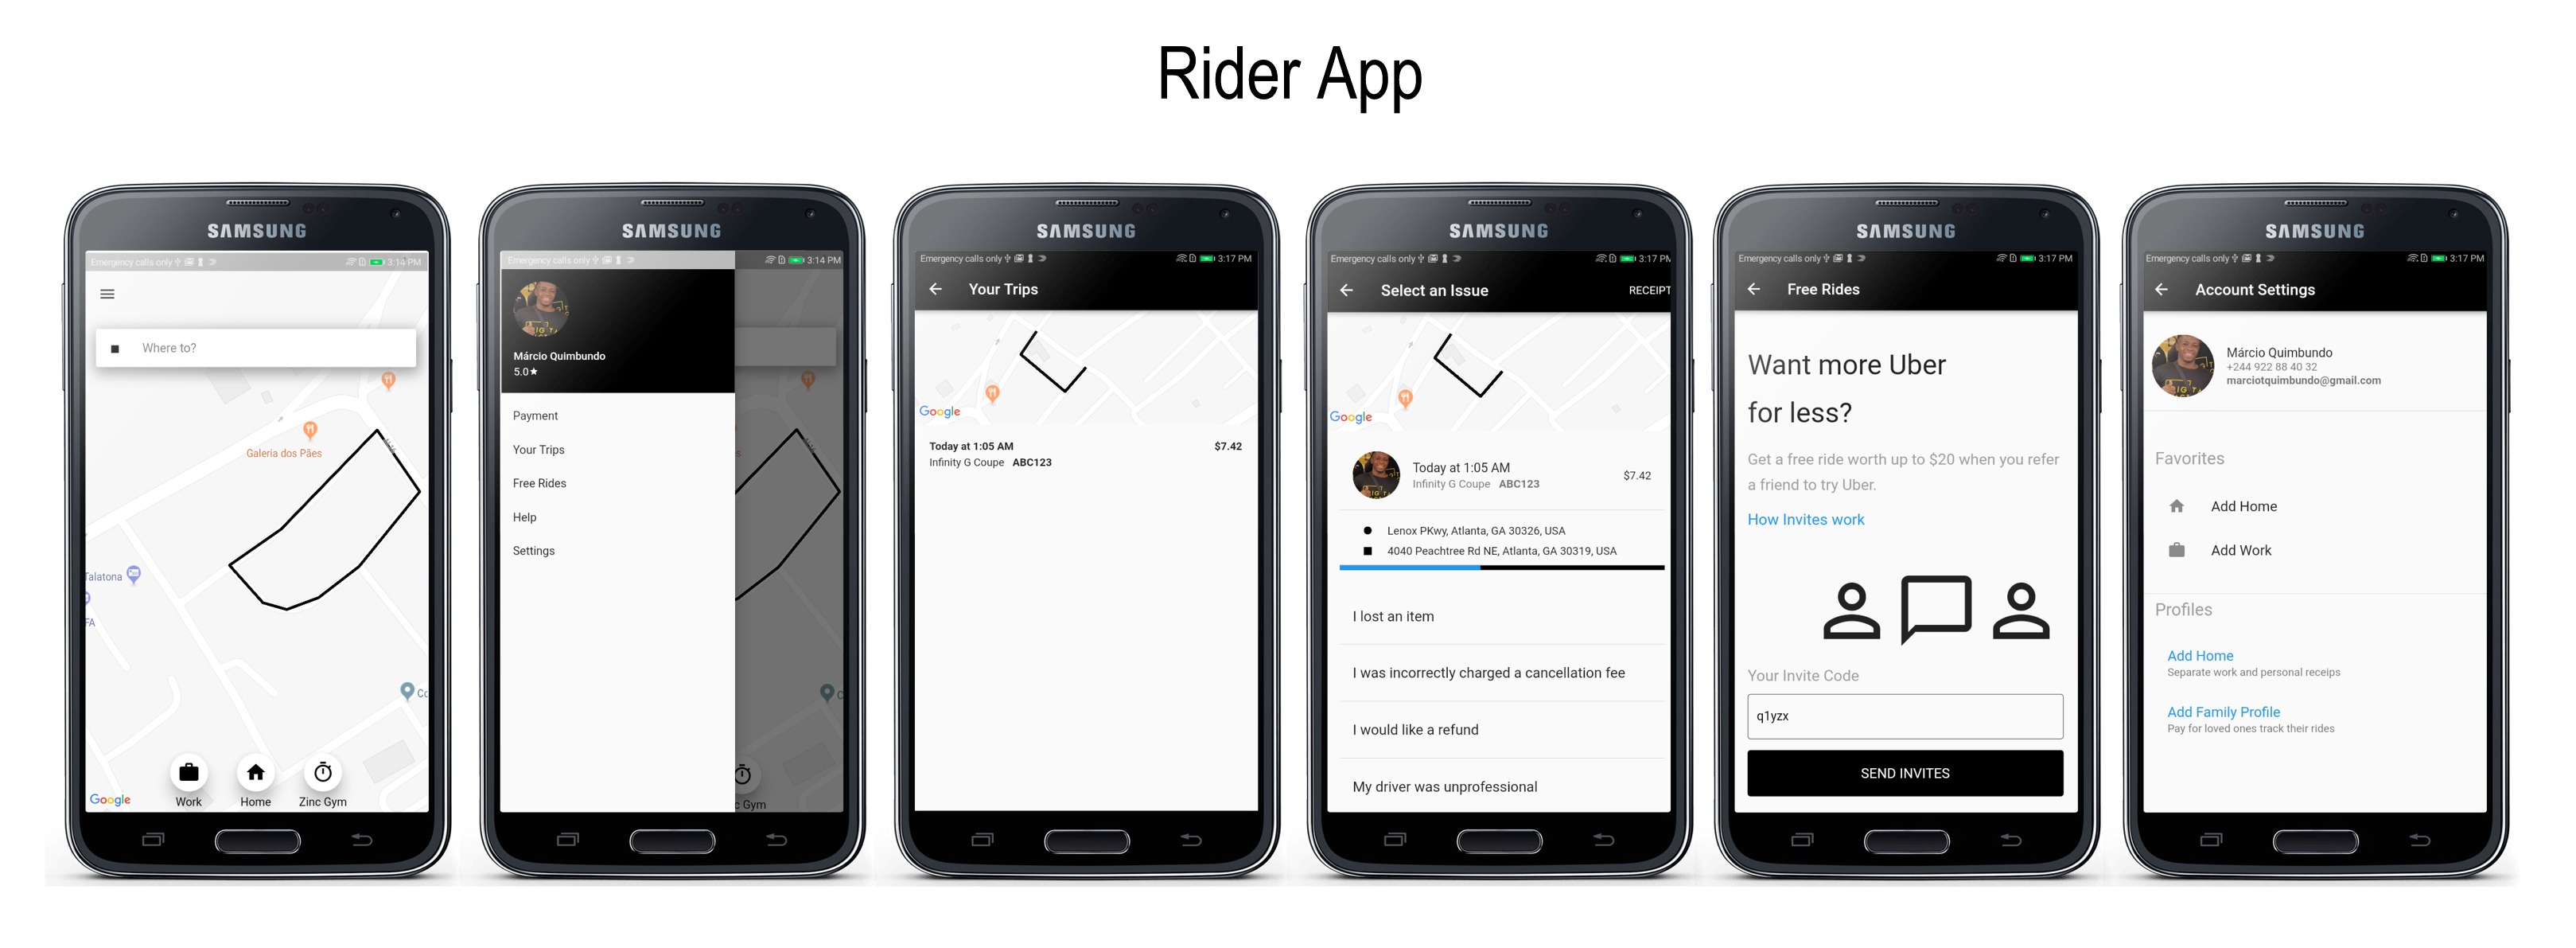 Rider App
SAMSUNG
Emergency calls only
3:14 PM
Where to?
Galeria dos Pães
Talatona
FA
Co
Google
Work
Home
Zinc Gym
SAMSUNG
Emergency calls only
3:14 PM
Márcio Quimbundo
5.0★
Payment
Your Trips
Free Rides
Help
Settings
s
C
c Gym
SAMSUNG
Emergency calls only
3:17 PM
Your Trips
Google
Today at 1:05 AM
$7.42
Infinity G Coupe ABC123
SAMSUNG
Emergency calls only
3:17 PM
Select an Issue
RECEIPT
Google
Today at 1:05 AM
Infinity G Coupe ABC123
$7.42
Lenox PKwy, Atlanta, GA 30326, USA
4040 Peachtree Rd NE, Atlanta, GA 30319, USA
I lost an item
I was incorrectly charged a cancellation fee
I would like a refund
My driver was unprofessional
SAMSUNG
Emergency calls only
3:17 PM
Free Rides
Want more Uber
for less?
Get a free ride worth up to $20 when you refer
a friend to try Uber.
How Invites work
Your Invite Code
q1yzx
SEND INVITES
SAMSUNG
Emergency calls only
3:17 PM
Account Settings
Márcio Quimbundo
+244 922 88 40 32
marciotquimbundo@gmail.com
Favorites
Add Home
Add Work
Profiles
Add Home
Separate work and personal receips
Add Family Profile
Pay for loved ones track their rides